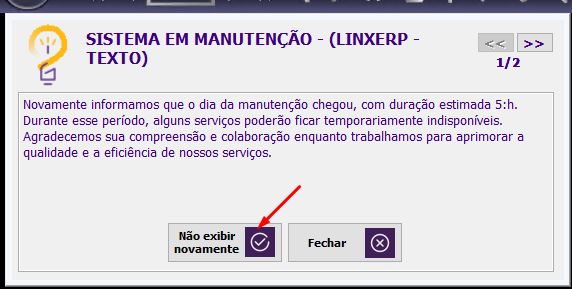 SISTEMA EM MANUTENÇÃO - (LINXERP -
TEXTO)
<< >>
1/2
Novamente informamos que o dia da manutenção chegou, com duração estimada 5:h.
Durante esse período, alguns serviços poderão ficar temporariamente indisponíveis.
Agradecemos sua compreensão e colaboração enquanto trabalhamos para aprimorar a
qualidade e a eficiência de nossos serviços.
Não exibir
novamente
Fechar